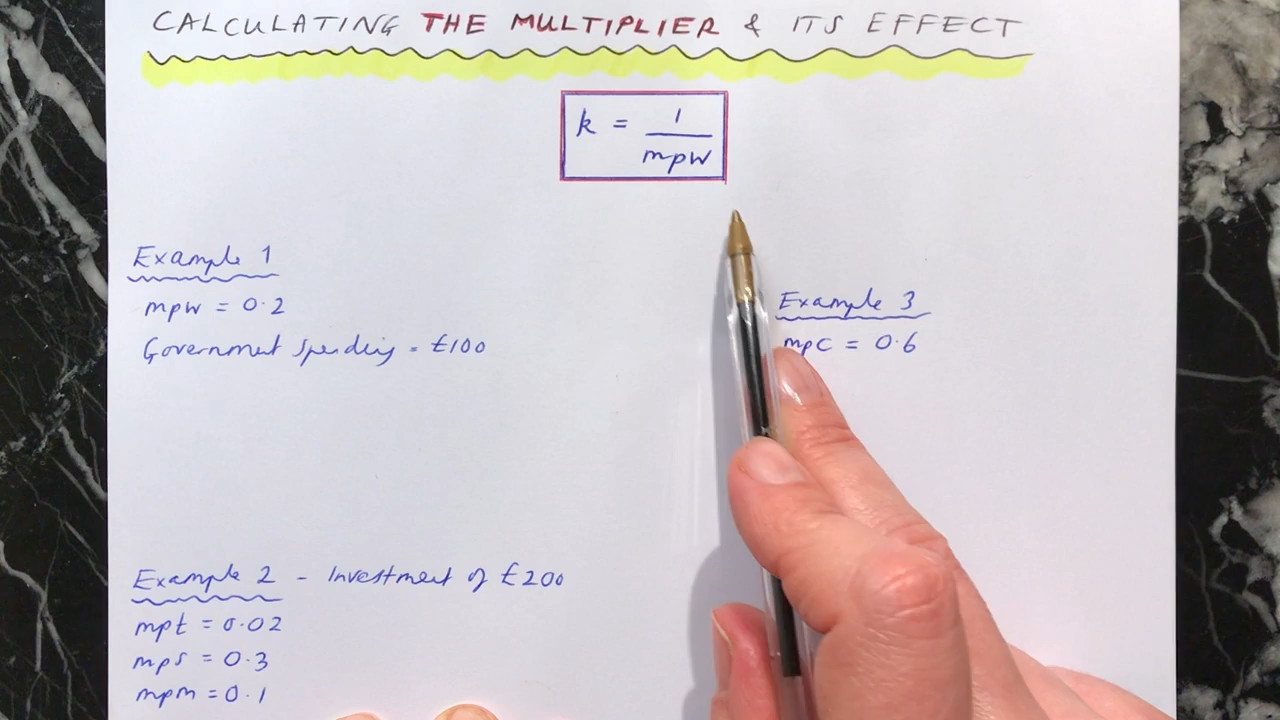 CALCULATING THE MULTIPLIER & ITS EFFECT
k = 1
mpw
Example 1
mpw = 0.2
Government spending = £100
Example 3
mpc = 0.6
Example 2 - Investment of £200
mpt = 0.02
mps = 0.3
mpm = 0.1